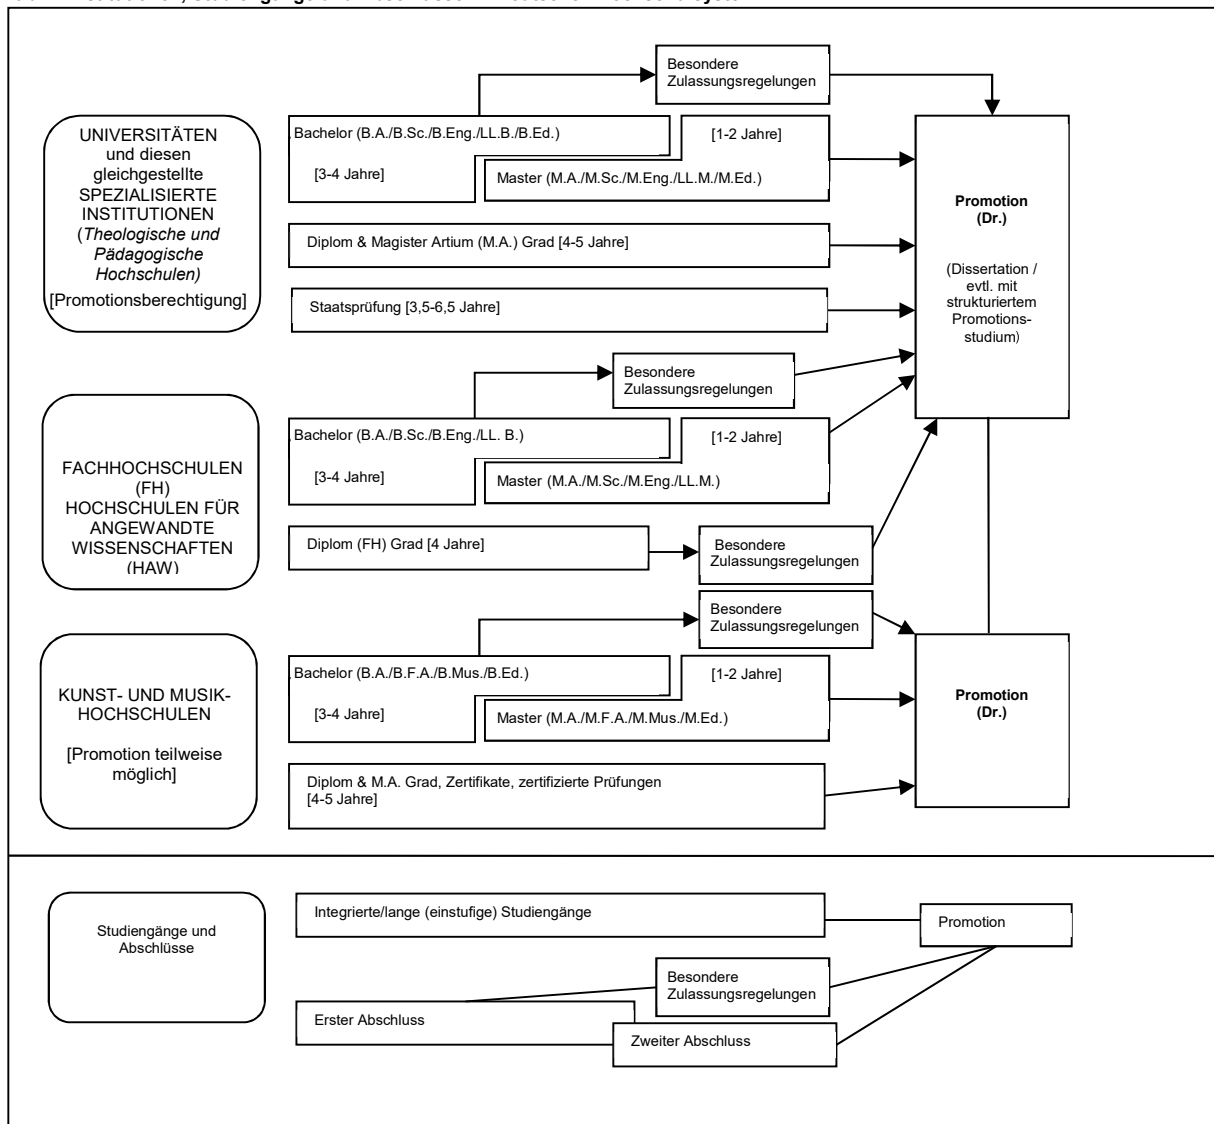 Besondere
Zulassungsregelungen
UNIVERSITÄTEN
und diesen
gleichgestellte
SPEZIALISIERTE
INSTITUTIONEN
(Theologische und
Pädagogische
Hochschulen)
[Promotionsberechtigung]
Bachelor (B.A./B.Sc./B.Eng./LL.B./B.Ed.)
[1-2 Jahre]
[3-4 Jahre]
Master (M.A./M.Sc./M.Eng./LL.M./M.Ed.)
Diplom & Magister Artium (M.A.) Grad [4-5 Jahre]
Staatsprüfung [3,5-6,5 Jahre]
Promotion
(Dr.)
(Dissertation /
evtl. mit
strukturiertem
Promotions-
studium)
Besondere
Zulassungsregelungen
FACHHOCHSCHULEN
(FH)
HOCHSCHULEN FÜR
ANGEWANDTE
WISSENSCHAFTEN
(HAW)
Bachelor (B.A./B.Sc./B.Eng./LL. B.)
[1-2 Jahre]
[3-4 Jahre]
Master (M.A./M.Sc./M.Eng./LL.M.)
Diplom (FH) Grad [4 Jahre]
Besondere
Zulassungsregelungen
Besondere
Zulassungsregelungen
KUNST- UND MUSIK-
HOCHSCHULEN
[Promotion teilweise
möglich]
Bachelor (B.A./B.F.A./B.Mus./B.Ed.)
[1-2 Jahre]
[3-4 Jahre]
Master (M.A./M.F.A./M.Mus./M.Ed.)
Diplom & M.A. Grad, Zertifikate, zertifizierte Prüfungen
[4-5 Jahre]
Promotion
(Dr.)
Studiengänge und
Abschlüsse
Integrierte/lange (einstufige) Studiengänge
Promotion
Besondere
Zulassungsregelungen
Erster Abschluss
Zweiter Abschluss